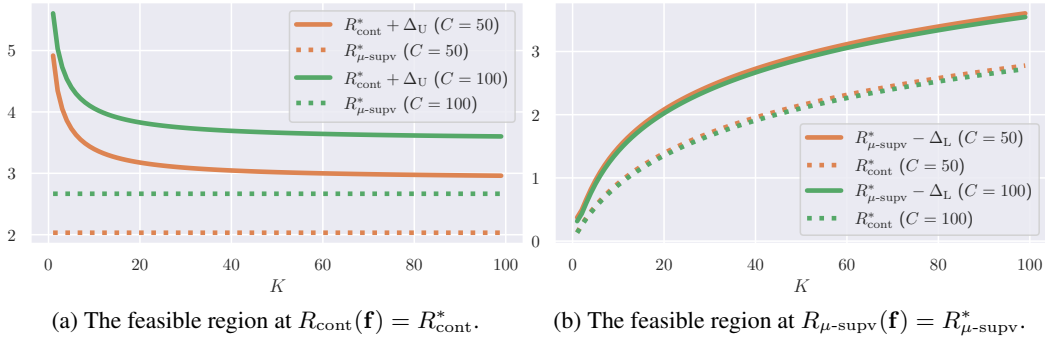 5
4
3
2
0
20
40
60
80
100
K
R*cont + ΔU (C = 50)
R*μ-supv (C = 50)
R*cont + ΔU (C = 100)
R*μ-supv (C = 100)
(a) The feasible region at Rcont(f) = R*cont.
3
2
1
0
0
20
40
60
80
100
K
R*μ-supv − ΔL (C = 50)
R*cont (C = 50)
R*μ-supv − ΔL (C = 100)
R*cont (C = 100)
(b) The feasible region at Rμ-supv(f) = R*μ-supv.